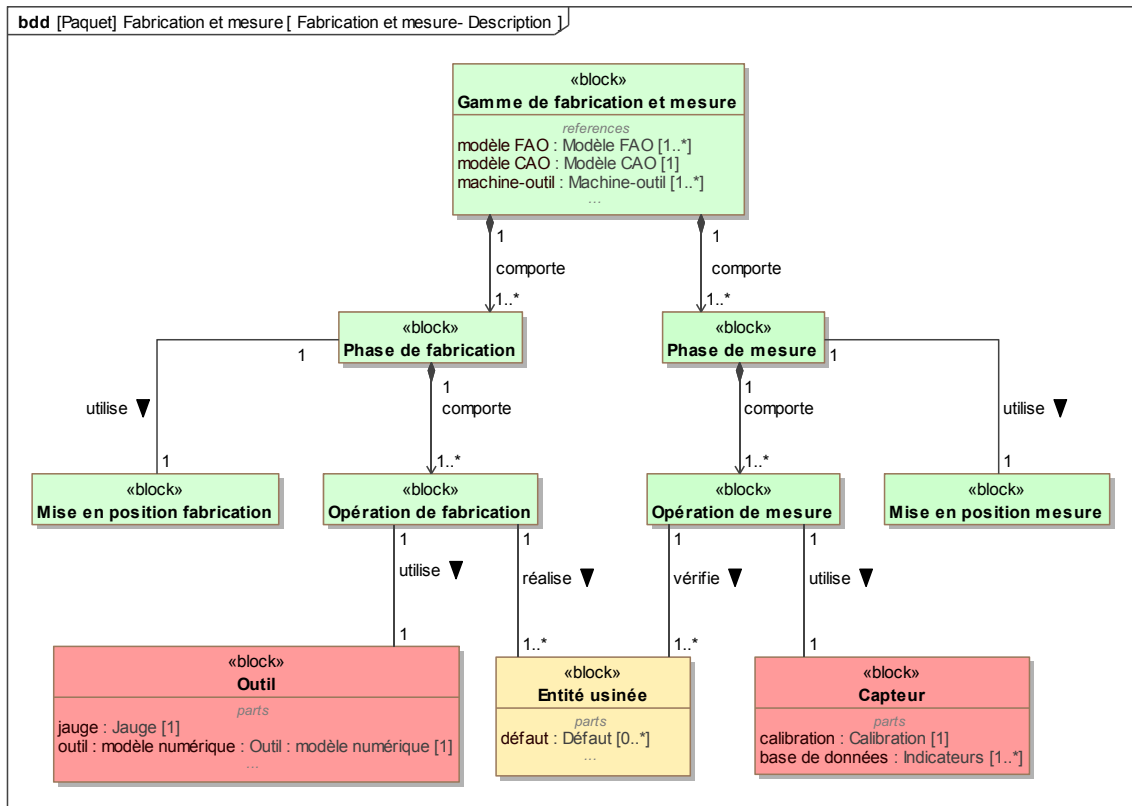 bdd [Paquet] Fabrication et mesure [ Fabrication et mesure- Description ]
«block»
Gamme de fabrication et mesure
references
modèle FAO : Modèle FAO [1..*]
modèle CAO : Modèle CAO [1]
machine-outil : Machine-outil [1..*]
...
1
1
comporte
comporte
1..*
1..*
«block»
Phase de fabrication
«block»
Phase de mesure
1
1
1
1
utilise ▼
comporte
comporte
utilise ▼
1
1..*
1..*
1
«block»
Mise en position fabrication
«block»
Opération de fabrication
«block»
Opération de mesure
«block»
Mise en position mesure
1
1
1
1
utilise ▼
réalise ▼
vérifie ▼
utilise ▼
1
1..*
1..*
1
«block»
Outil
parts
jauge : Jauge [1]
outil : modèle numérique : Outil : modèle numérique [1]
...
«block»
Entité usinée
parts
défaut : Défaut [0..*]
...
«block»
Capteur
parts
calibration : Calibration [1]
base de données : Indicateurs [1..*]